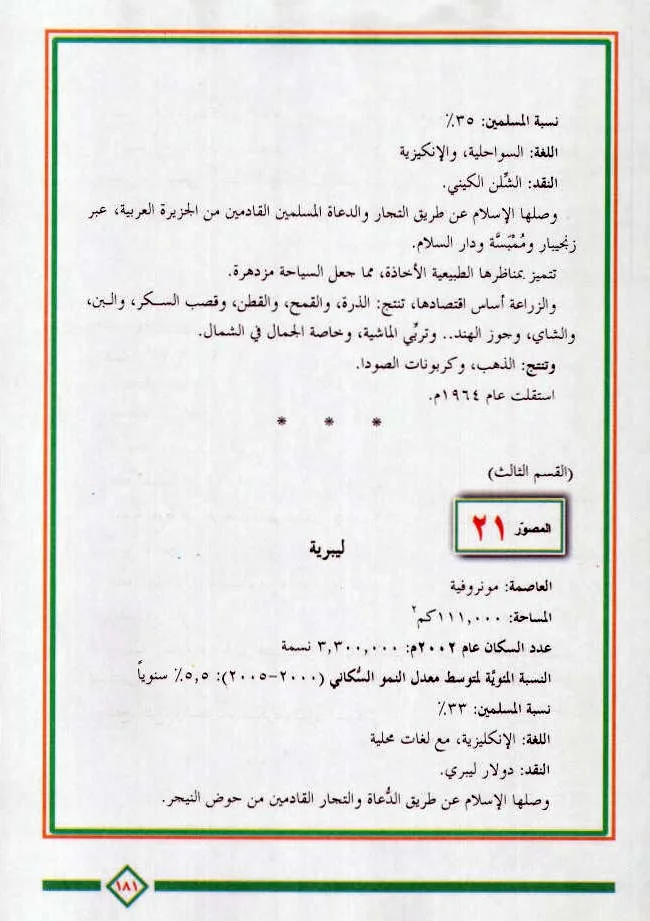 نسبة المسلمين: ٣٥٪
اللغة: السواحلية، والإنكيزية
النقد: الشِّلن الكيني.
وصلها الإسلام عن طريق التجار والدعاة المسلمين القادمين من الجزيرة العربية، عبر
زنجيبار ومُمْبَسَّة ودار السلام.
تتميز بمناظرها الطبيعية الأخاذة، مما جعل السياحة مزدهرة.
والزراعة أساس اقتصادها، تنتج: الذرة، والقمح، والقطن، وقصب السكر، والبن،
والشاي، وجوز الهند.. وتربِّي الماشية، وخاصة الجمال في الشمال.
وتنتج: الذهب، وكربونات الصودا.
استقلت عام ١٩٦٤م.
* * *
(القسم الثالث)
المصوّر ٢١
ليبرية
العاصمة: مونروفية
المساحة: ١١١,٠٠٠كم٢
عدد السكان عام ٢٠٠٢م: ٣,٣٠٠,٠٠٠ نسمة
النسبة المئويَّة لمتوسط معدل النمو السُّكاني (٢٠٠٠-٢٠٠٥): ٥,٥٪ سنوياً
نسبة المسلمين: ٣٣٪
اللغة: الإنكليزية، مع لغات محلية
النقد: دولار ليبري.
وصلها الإسلام عن طريق الدُّعاة والتجار القادمين من حوض النيجر.
١٨١